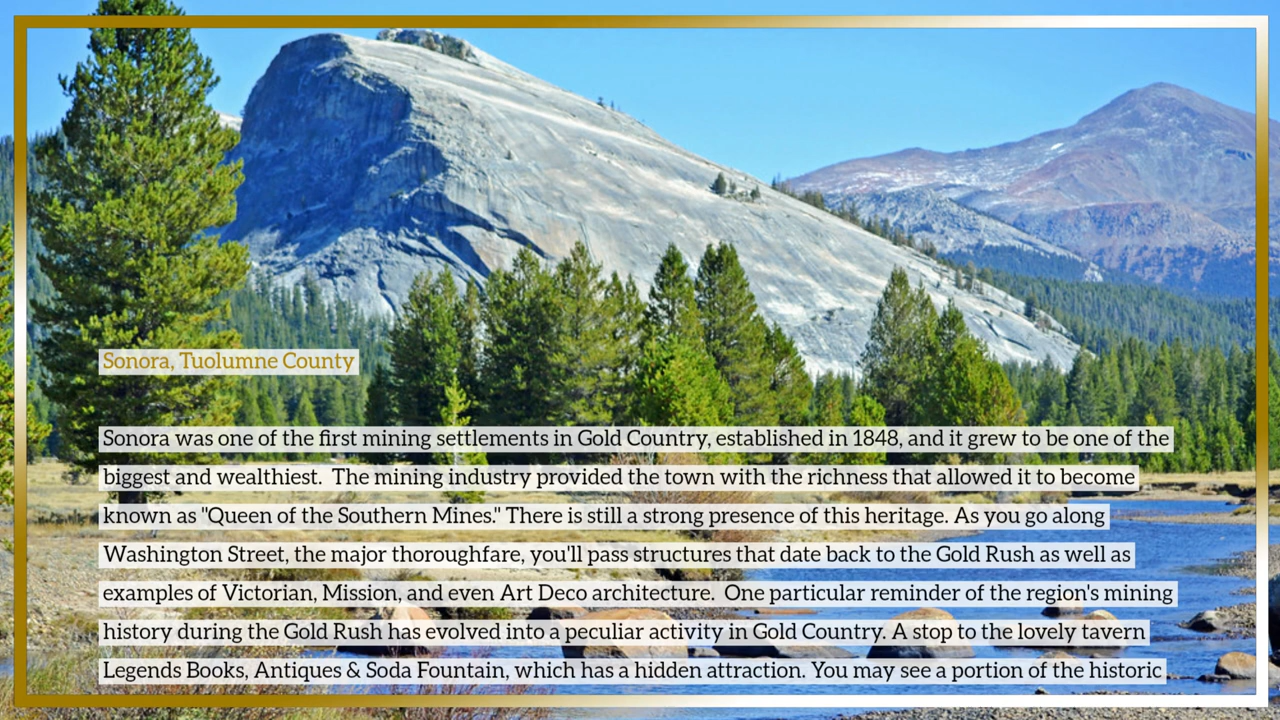 Sonora, Tuolumne County
Sonora was one of the first mining settlements in Gold Country, established in 1848, and it grew to be one of the
biggest and wealthiest.  The mining industry provided the town with the richness that allowed it to become
known as "Queen of the Southern Mines." There is still a strong presence of this heritage. As you go along
Washington Street, the major thoroughfare, you'll pass structures that date back to the Gold Rush as well as
examples of Victorian, Mission, and even Art Deco architecture.  One particular reminder of the region's mining
history during the Gold Rush has evolved into a peculiar activity in Gold Country. A stop to the lovely tavern
Legends Books, Antiques & Soda Fountain, which has a hidden attraction. You may see a portion of the historic